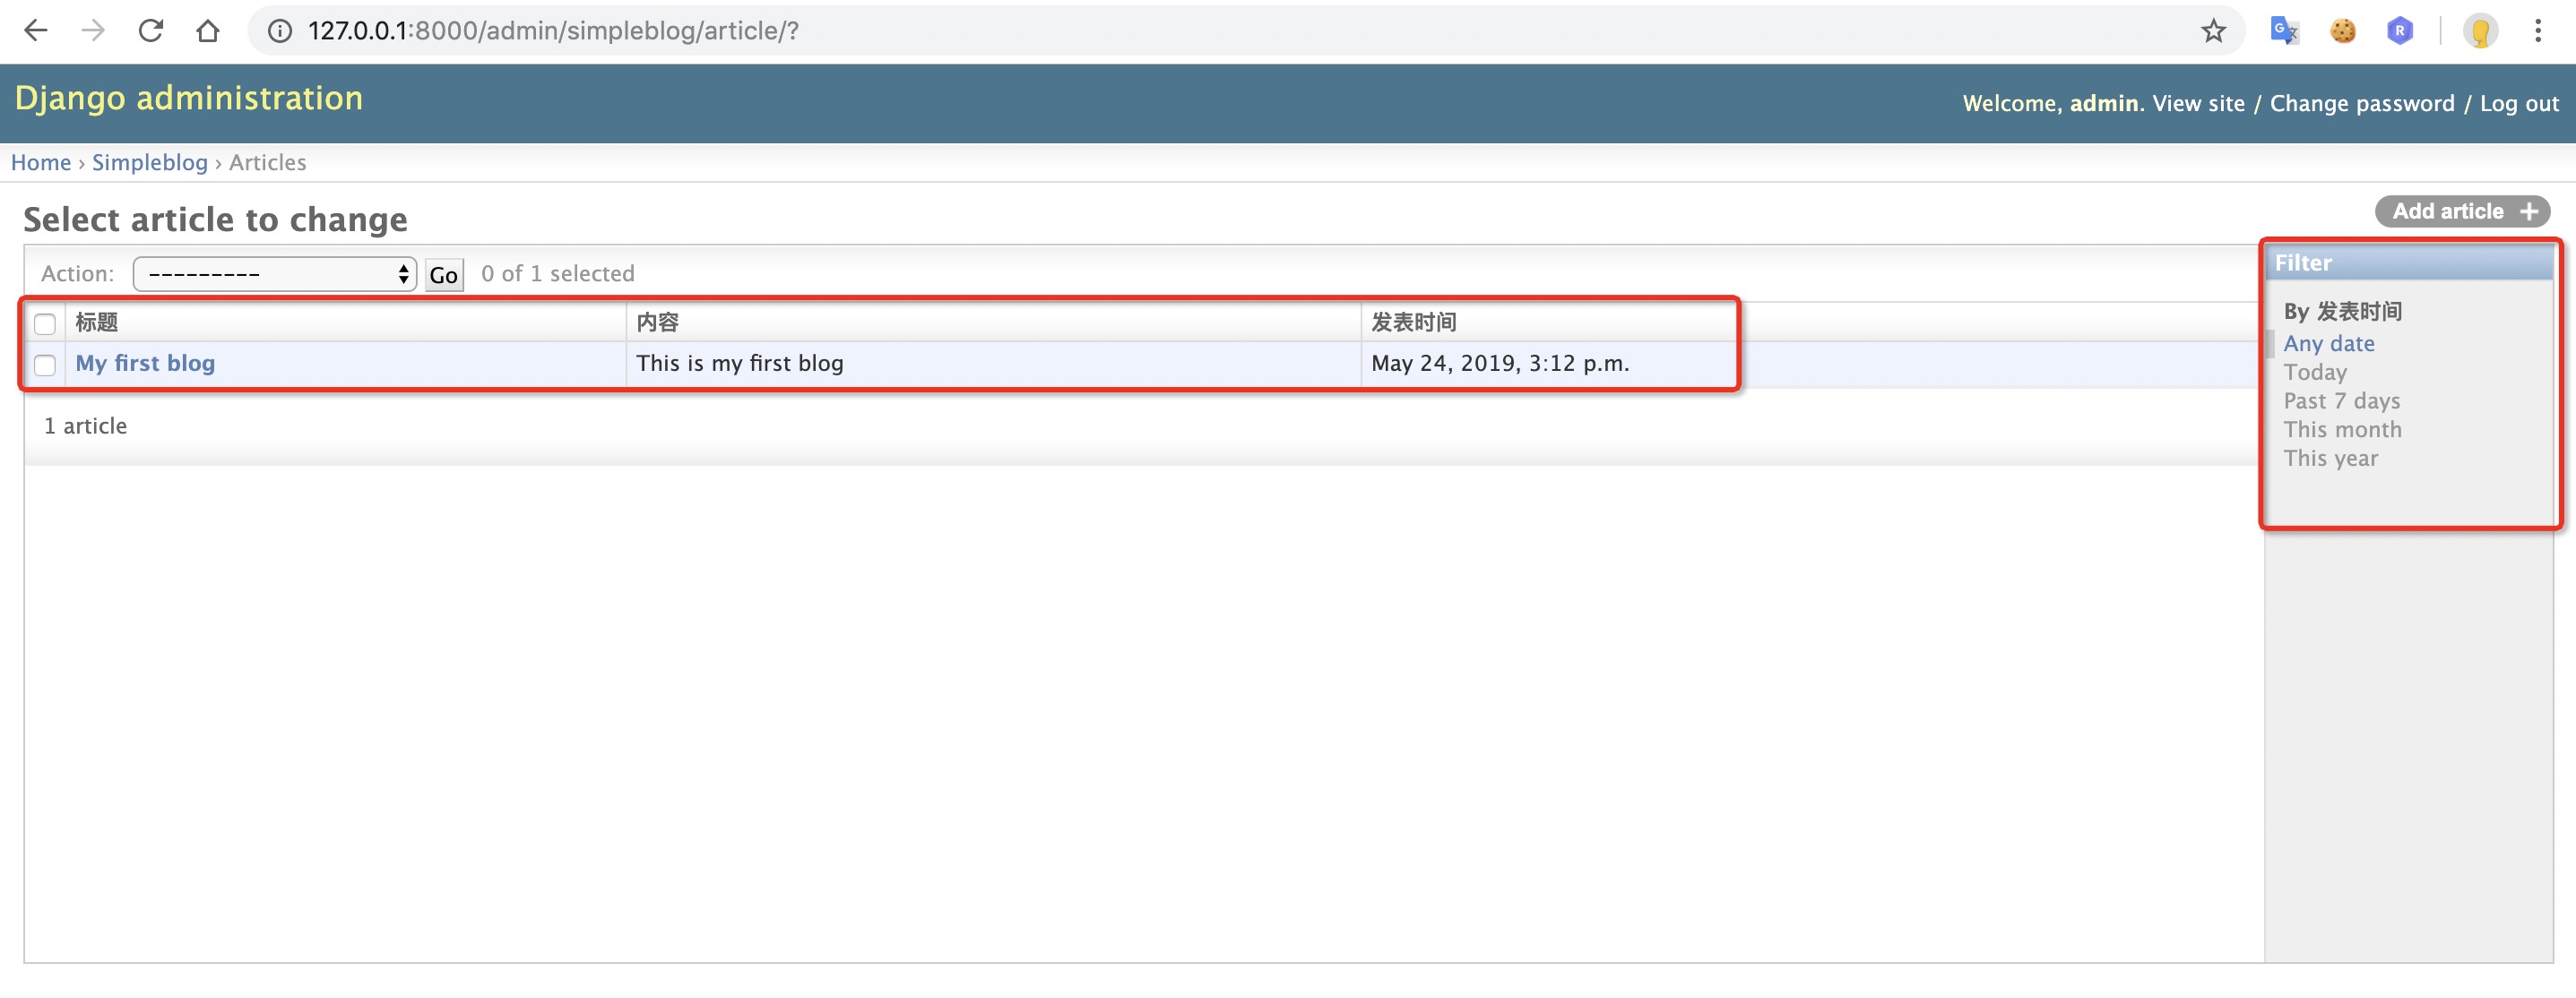 127.0.0.1:8000/admin/simpleblog/article/?
Django administration
Welcome, admin. View site / Change password / Log out
Home › Simpleblog › Articles
Select article to change
Add article +
Action: --------- Go 0 of 1 selected
标题 内容 发表时间
My first blog This is my first blog May 24, 2019, 3:12 p.m.
1 article
Filter
By 发表时间
Any date
Today
Past 7 days
This month
This year